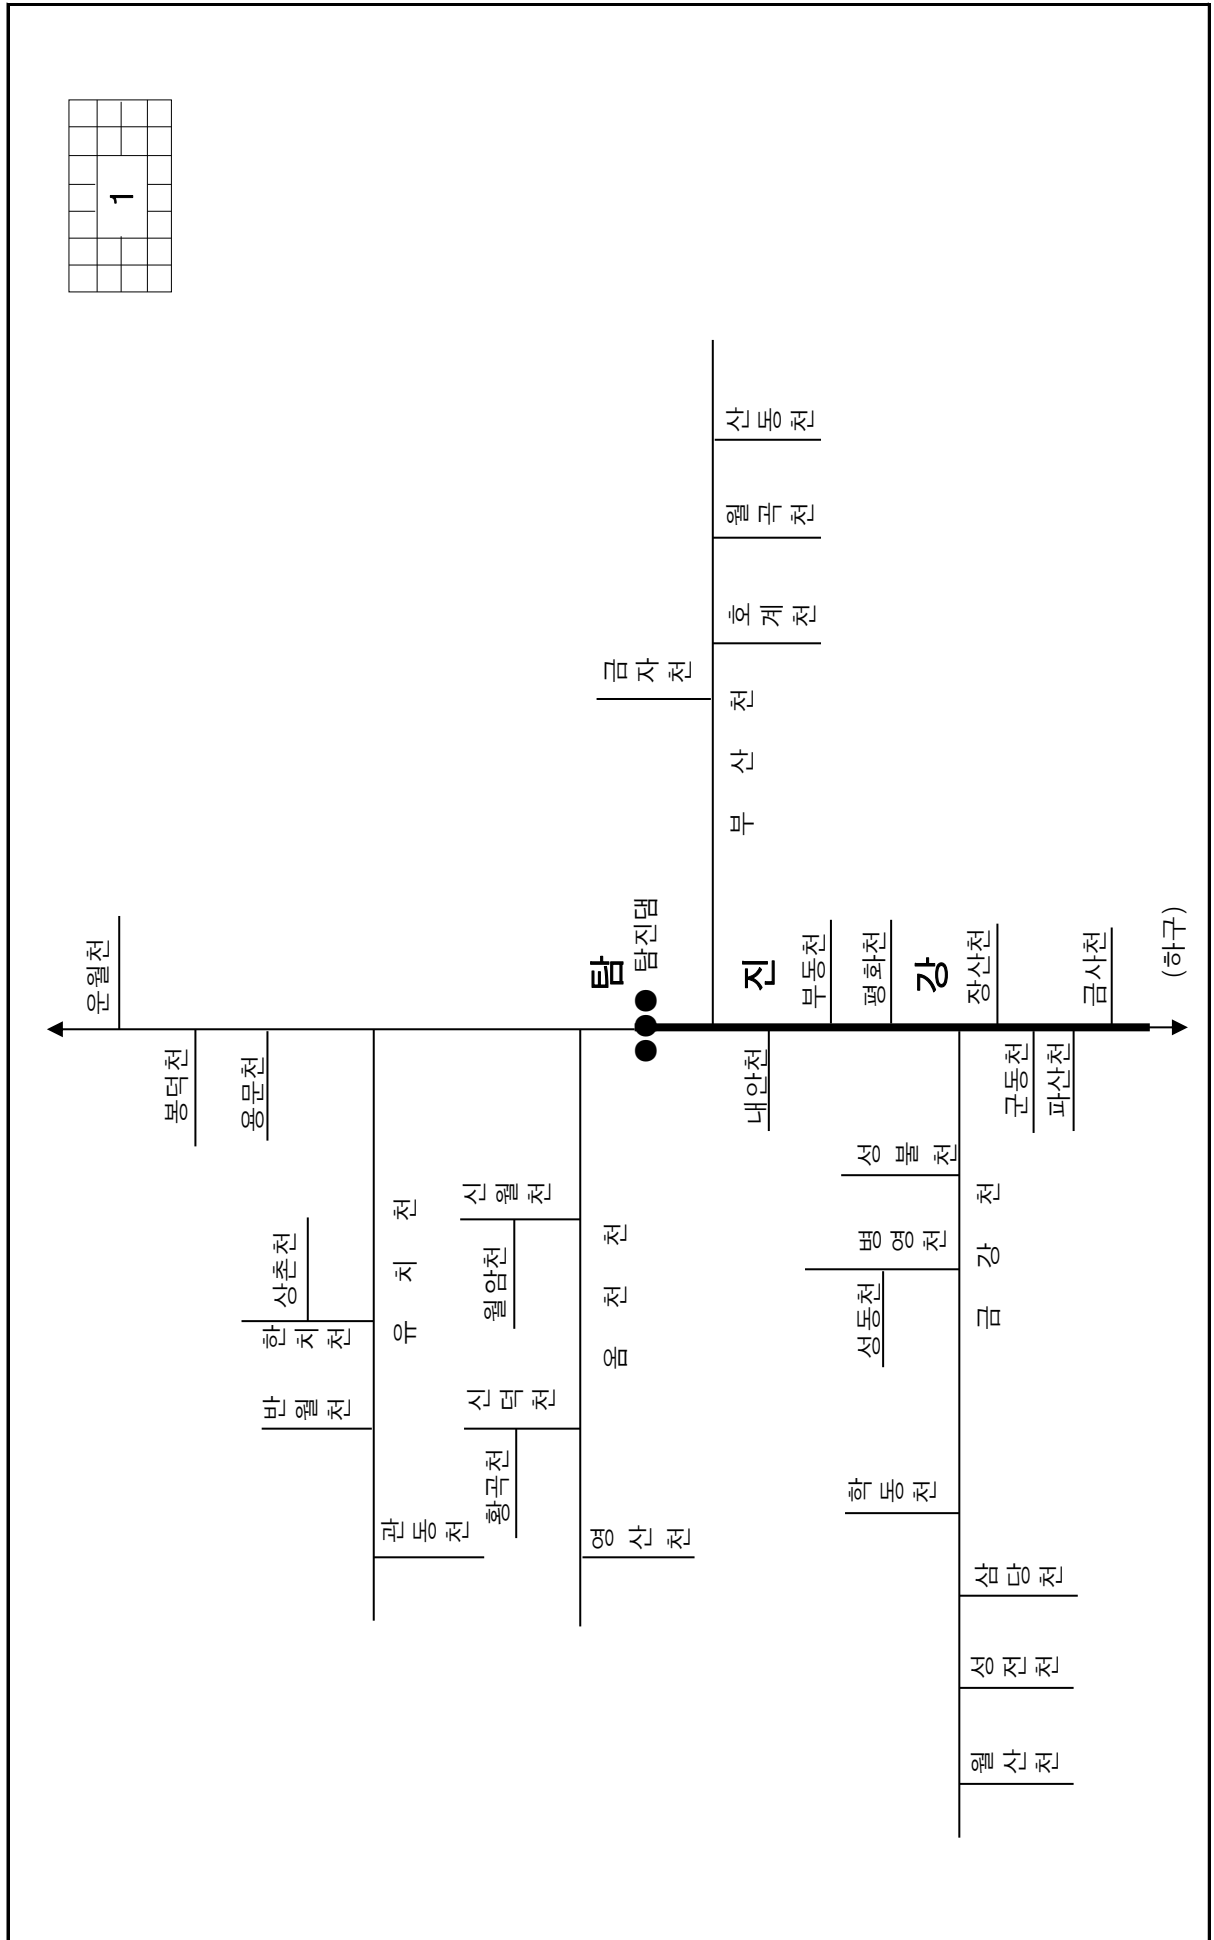 1
운월천
봉덕천
용문천
상촌천
한치천
반월천
유치천
관동천
신월천
월암천
신덕천
황곡천
옴천천
영산천
탐진댐
탐진강
금자천
산동천
월곡천
호계천
부산천
내안천
부동천
평화천
성불천
병영천
성동천
금강천
학동천
삼당천
성전천
월산천
장산천
군동천
파산천
금사천
(하구)